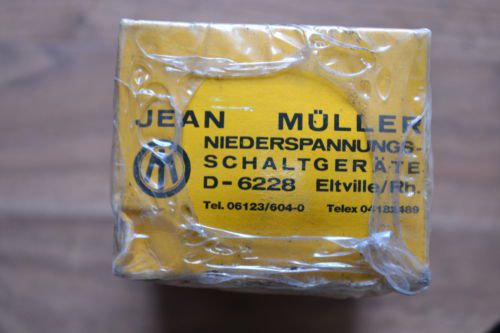 JEAN MÜLLER
NIEDERSPANNUNGS-
SCHALTGERÄTE
D-6228 Eltville/Rh.
Tel. 06123/604-0 Telex 04182489